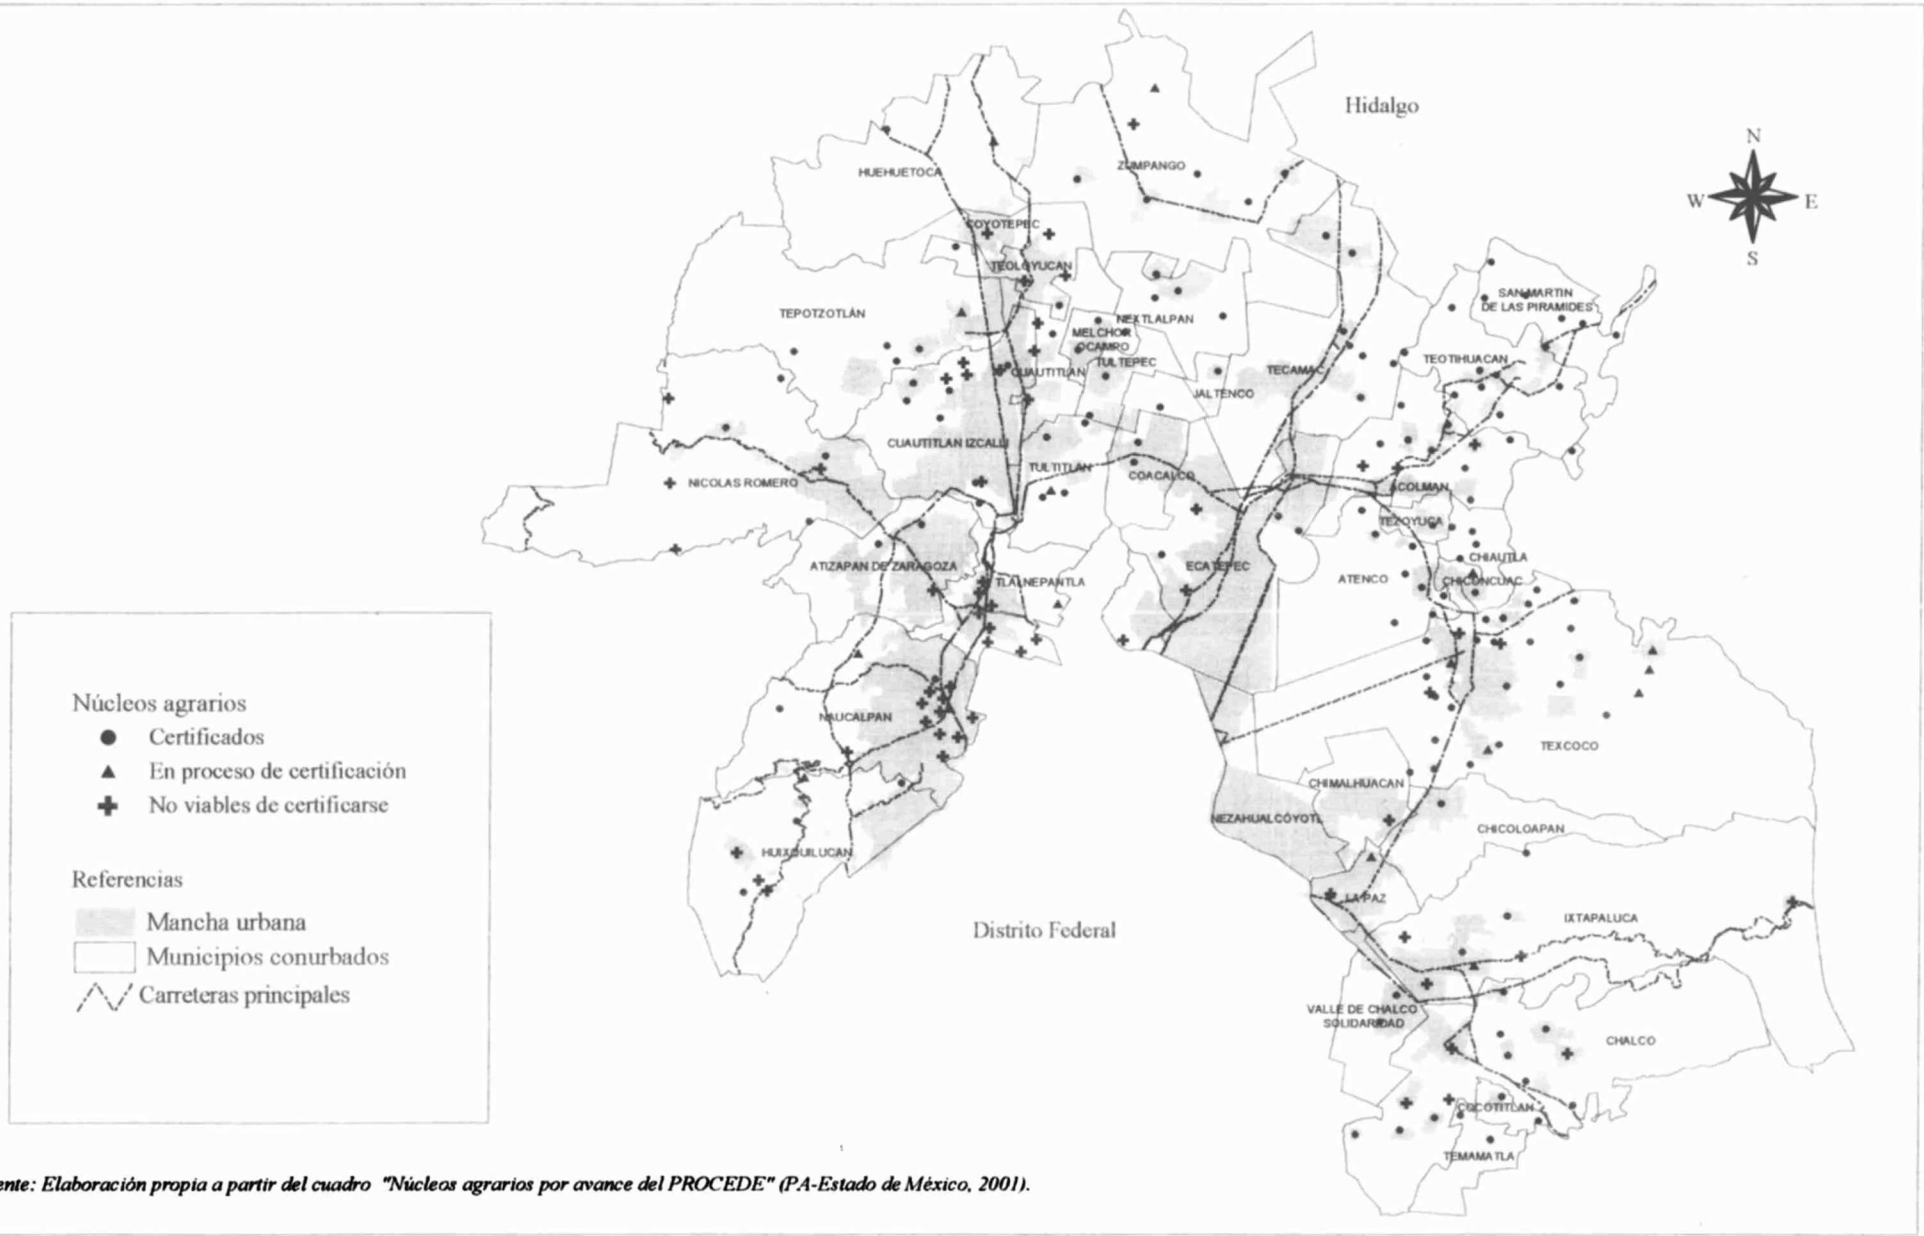 Hidalgo
N
W
E
S
HUEHUETOCA
ZUMPANGO
COYOTEPEC
TEOLOYUCAN
SAN MARTIN
DE LAS PIRAMIDES
TEPOTZOTLÁN
NEXTLALPAN
MELCHOR
OCAMPO
TULTEPEC
TEOTIHUACAN
CUAUTITLAN
TECAMAC
JALTENCO
CUAUTITLAN IZCALLI
TULTITLAN
COACALCO
NICOLAS ROMERO
ACOLMAN
TEZOYUCA
CHIAUTLA
ATIZAPAN DE ZARAGOZA
ECATEPEC
TLALNEPANTLA
ATENCO
CHICONCUAC
NAUCALPAN
TEXCOCO
CHIMALHUACAN
NEZAHUALCÓYOTL
CHICOLOAPAN
HUIXQUILUCAN
LA PAZ
IXTAPALUCA
Distrito Federal
VALLE DE CHALCO
SOLIDARIDAD
CHALCO
COCOTITLAN
TEMAMATLA
Núcleos agrarios
Certificados
En proceso de certificación
No viables de certificarse
Referencias
Mancha urbana
Municipios conurbados
Carreteras principales
ente: Elaboración propia a partir del cuadro "Núcleos agrarios por avance del PROCEDE" (PA-Estado de México, 2001).